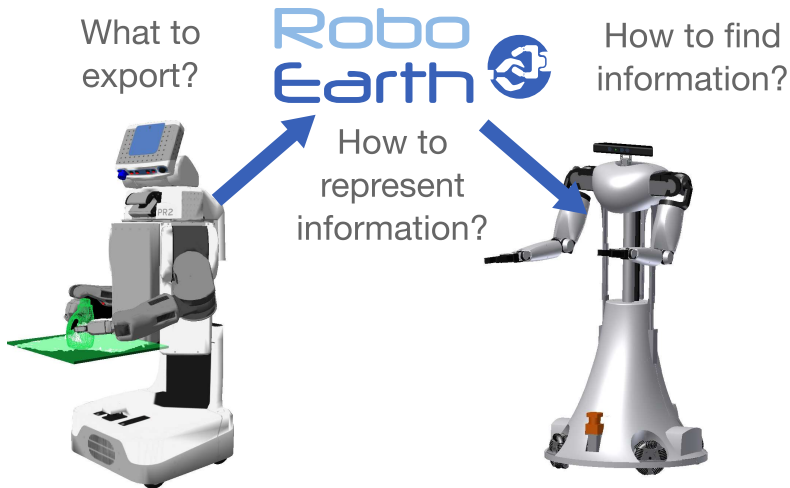 What to
export?
Robo
Earth
How to find
information?
How to
represent
information?
PR2